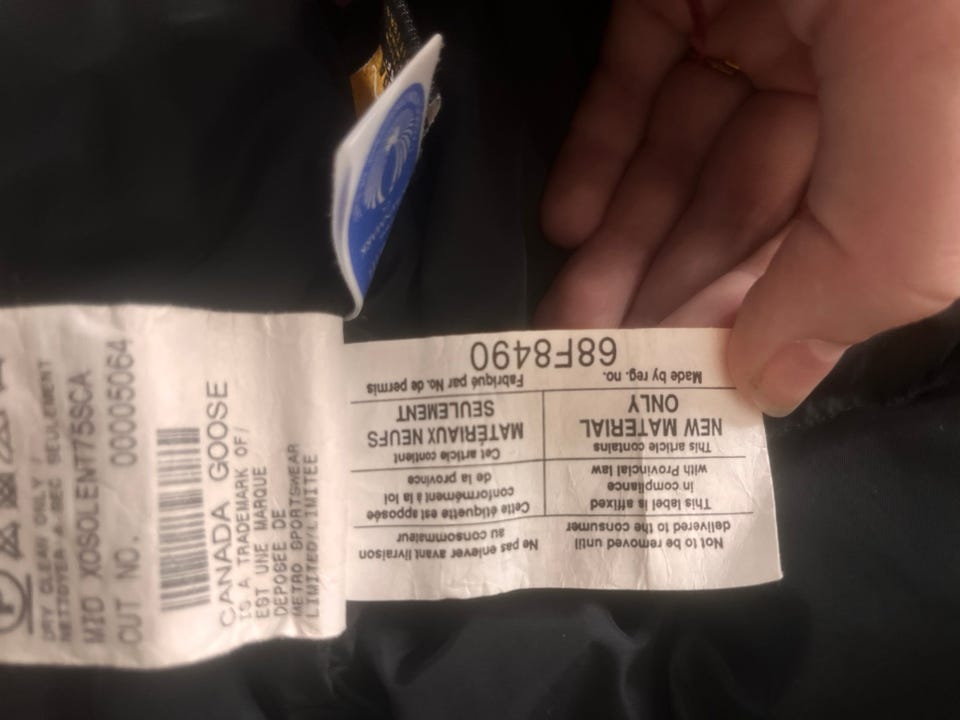 DRY CLEAN ONLY /
NETTOYER A SEC SEULEMENT
MID XOSOLENT775SCA
CUT NO. 00005064
CANADA GOOSE
IS A TRADEMARK OF/
EST UNE MARQUE
DEPOSEE DE
METRO SPORTSWEAR
LIMITED/LIMITEE
Not to be removed until
delivered to the consumer
Ne pas enlever avant livraison
au consommateur
This label is affixed
in compliance
with Provincial law
Cette étiquette est apposée
conformément à la loi
de la province
This article contains
NEW MATERIAL
ONLY
Cet article contient
MATÉRIAUX NEUFS
SEULEMENT
Made by reg. no.
Fabriqué par No. de permis
68F8490